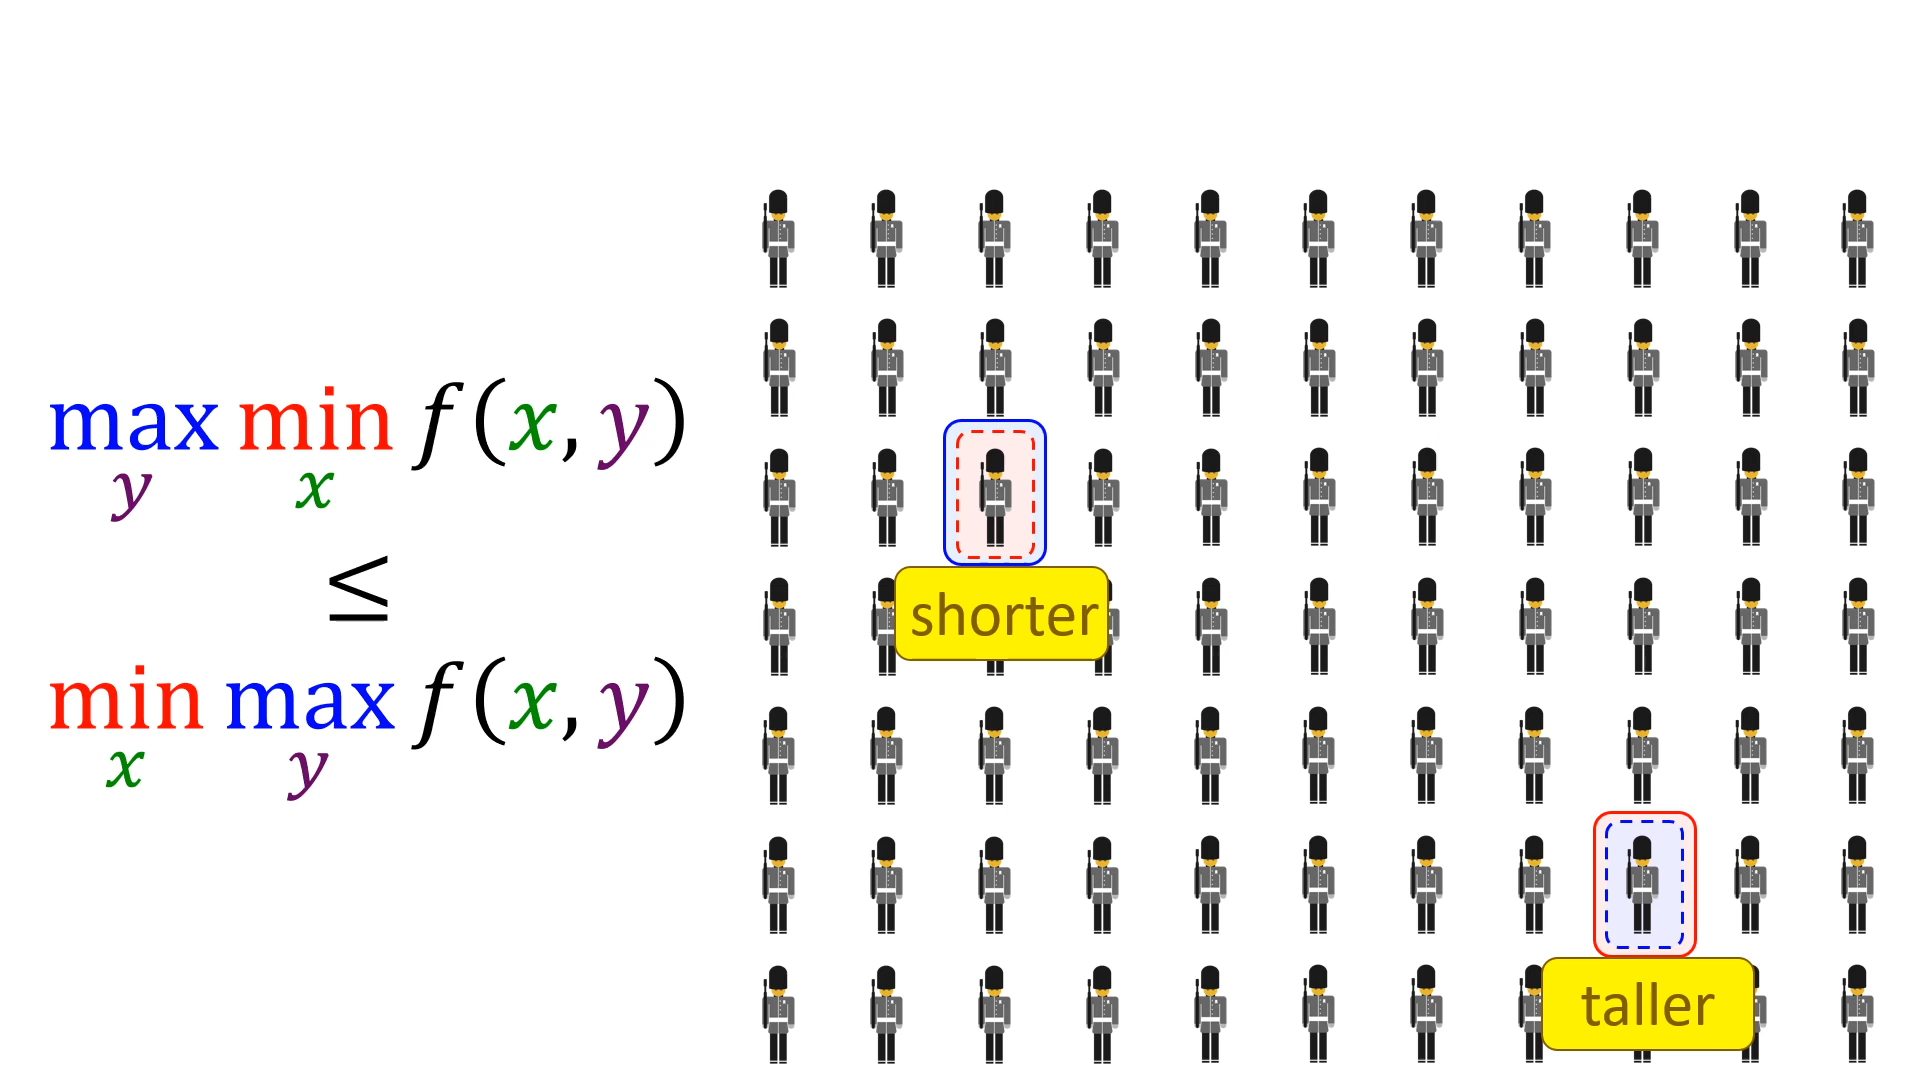 max min f(x, y)
y x
≤
min max f(x, y)
x y
shorter
taller